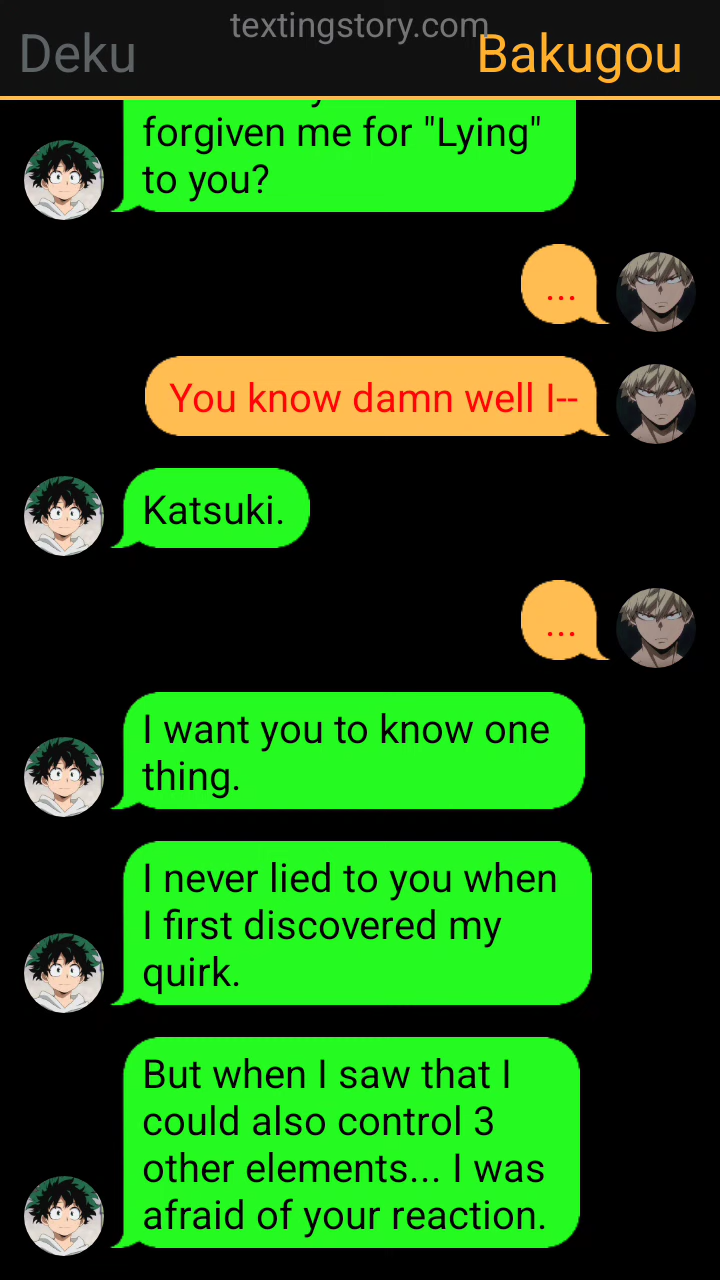 textingstory.com
Deku
Bakugou
forgiven me for "Lying"
to you?
...
You know damn well I--
Katsuki.
...
I want you to know one
thing.
I never lied to you when
I first discovered my
quirk.
But when I saw that I
could also control 3
other elements... I was
afraid of your reaction.